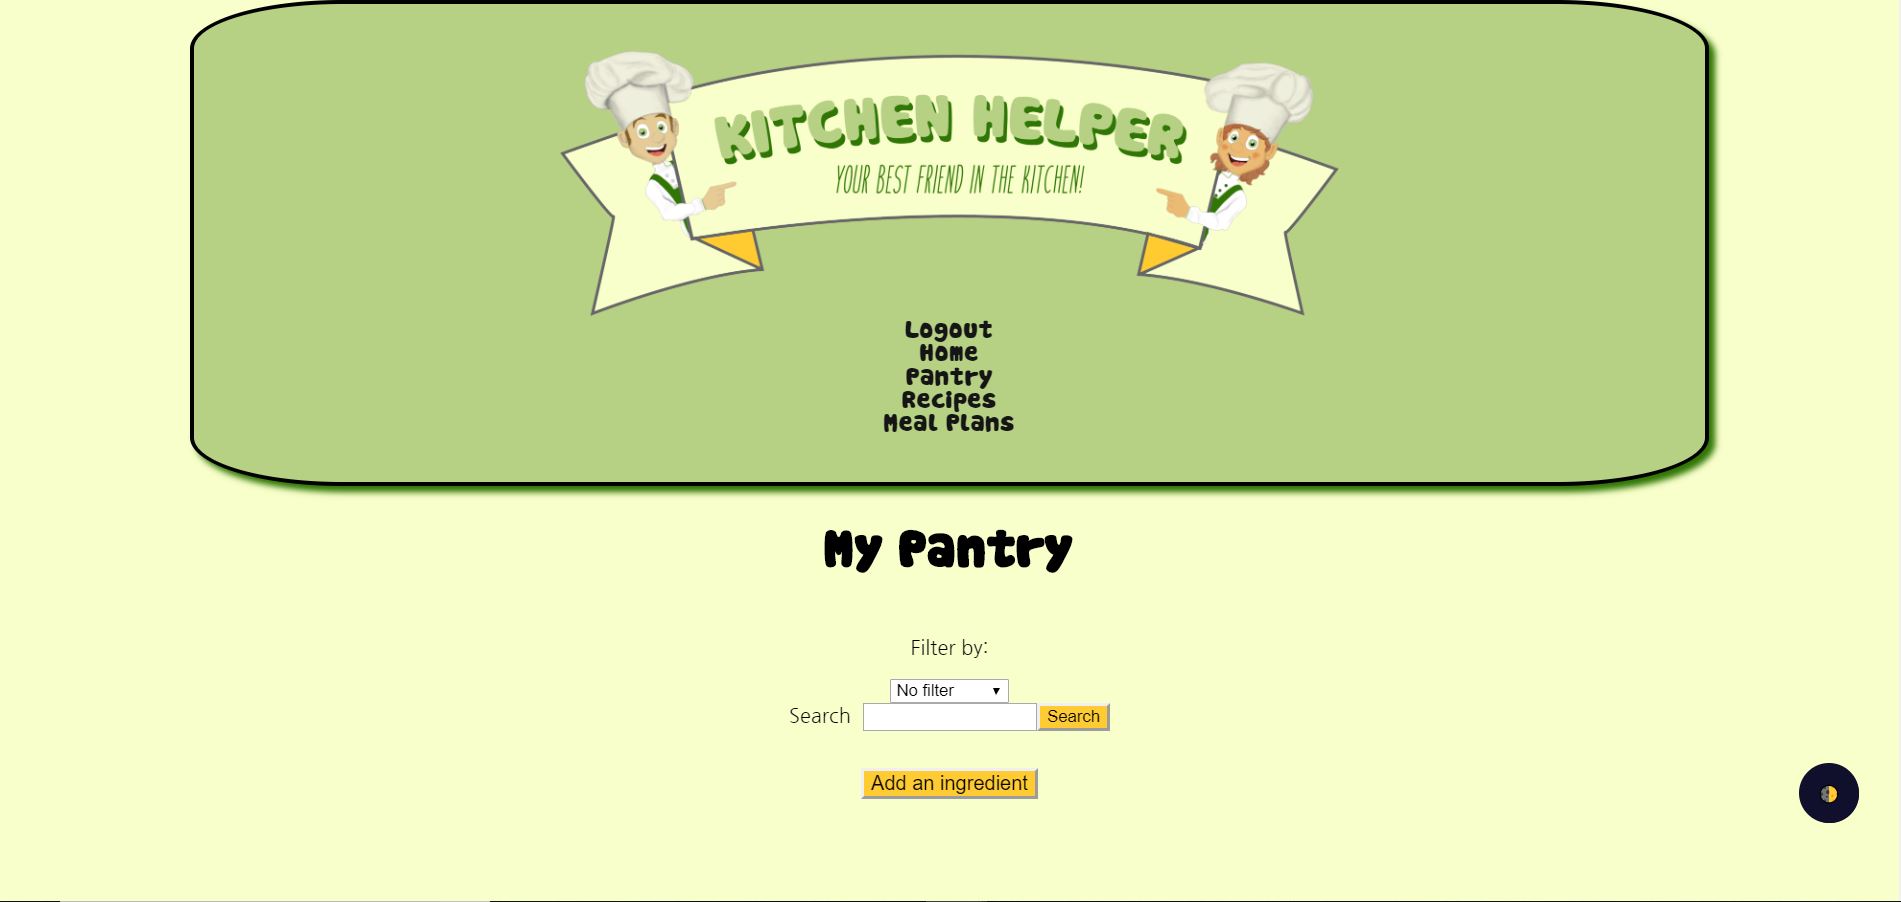 KITCHEN HELPER
YOUR BEST FRIEND IN THE KITCHEN!
Logout
Home
Pantry
Recipes
Meal Plans
My Pantry
Filter by:
No filter
Search Search
Add an ingredient